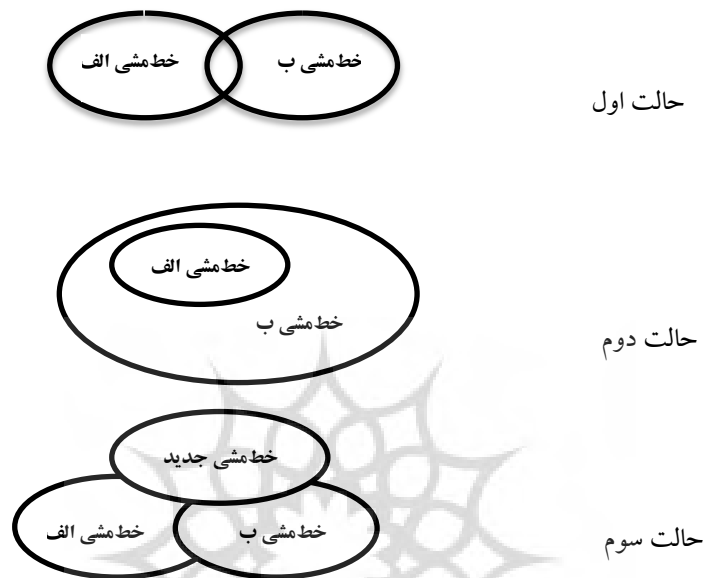 خط‌مشی ب
خط‌مشی الف
حالت اول
خط‌مشی الف
خط‌مشی ب
حالت دوم
خط‌مشی جدید
خط‌مشی ب
خط‌مشی الف
حالت سوم